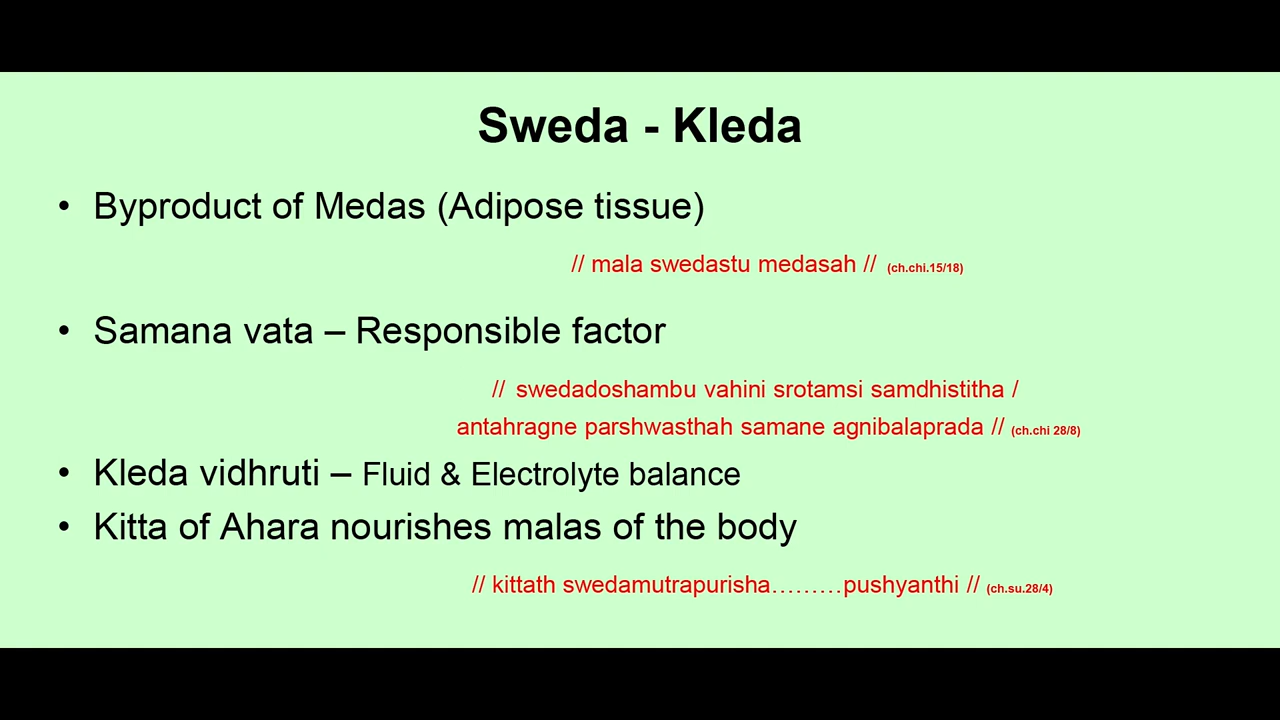 Sweda - Kleda
• Byproduct of Medas (Adipose tissue)
// mala swedastu medasah // (ch.chi.15/18)
• Samana vata – Responsible factor
// swedadoshambu vahini srotamsi samdhistitha /
antahragne parshwasthah samane agnibalaprada // (ch.chi 28/8)
• Kleda vidhruti – Fluid & Electrolyte balance
• Kitta of Ahara nourishes malas of the body
// kittath swedamutrapurisha.........pushyanthi // (ch.su.28/4)